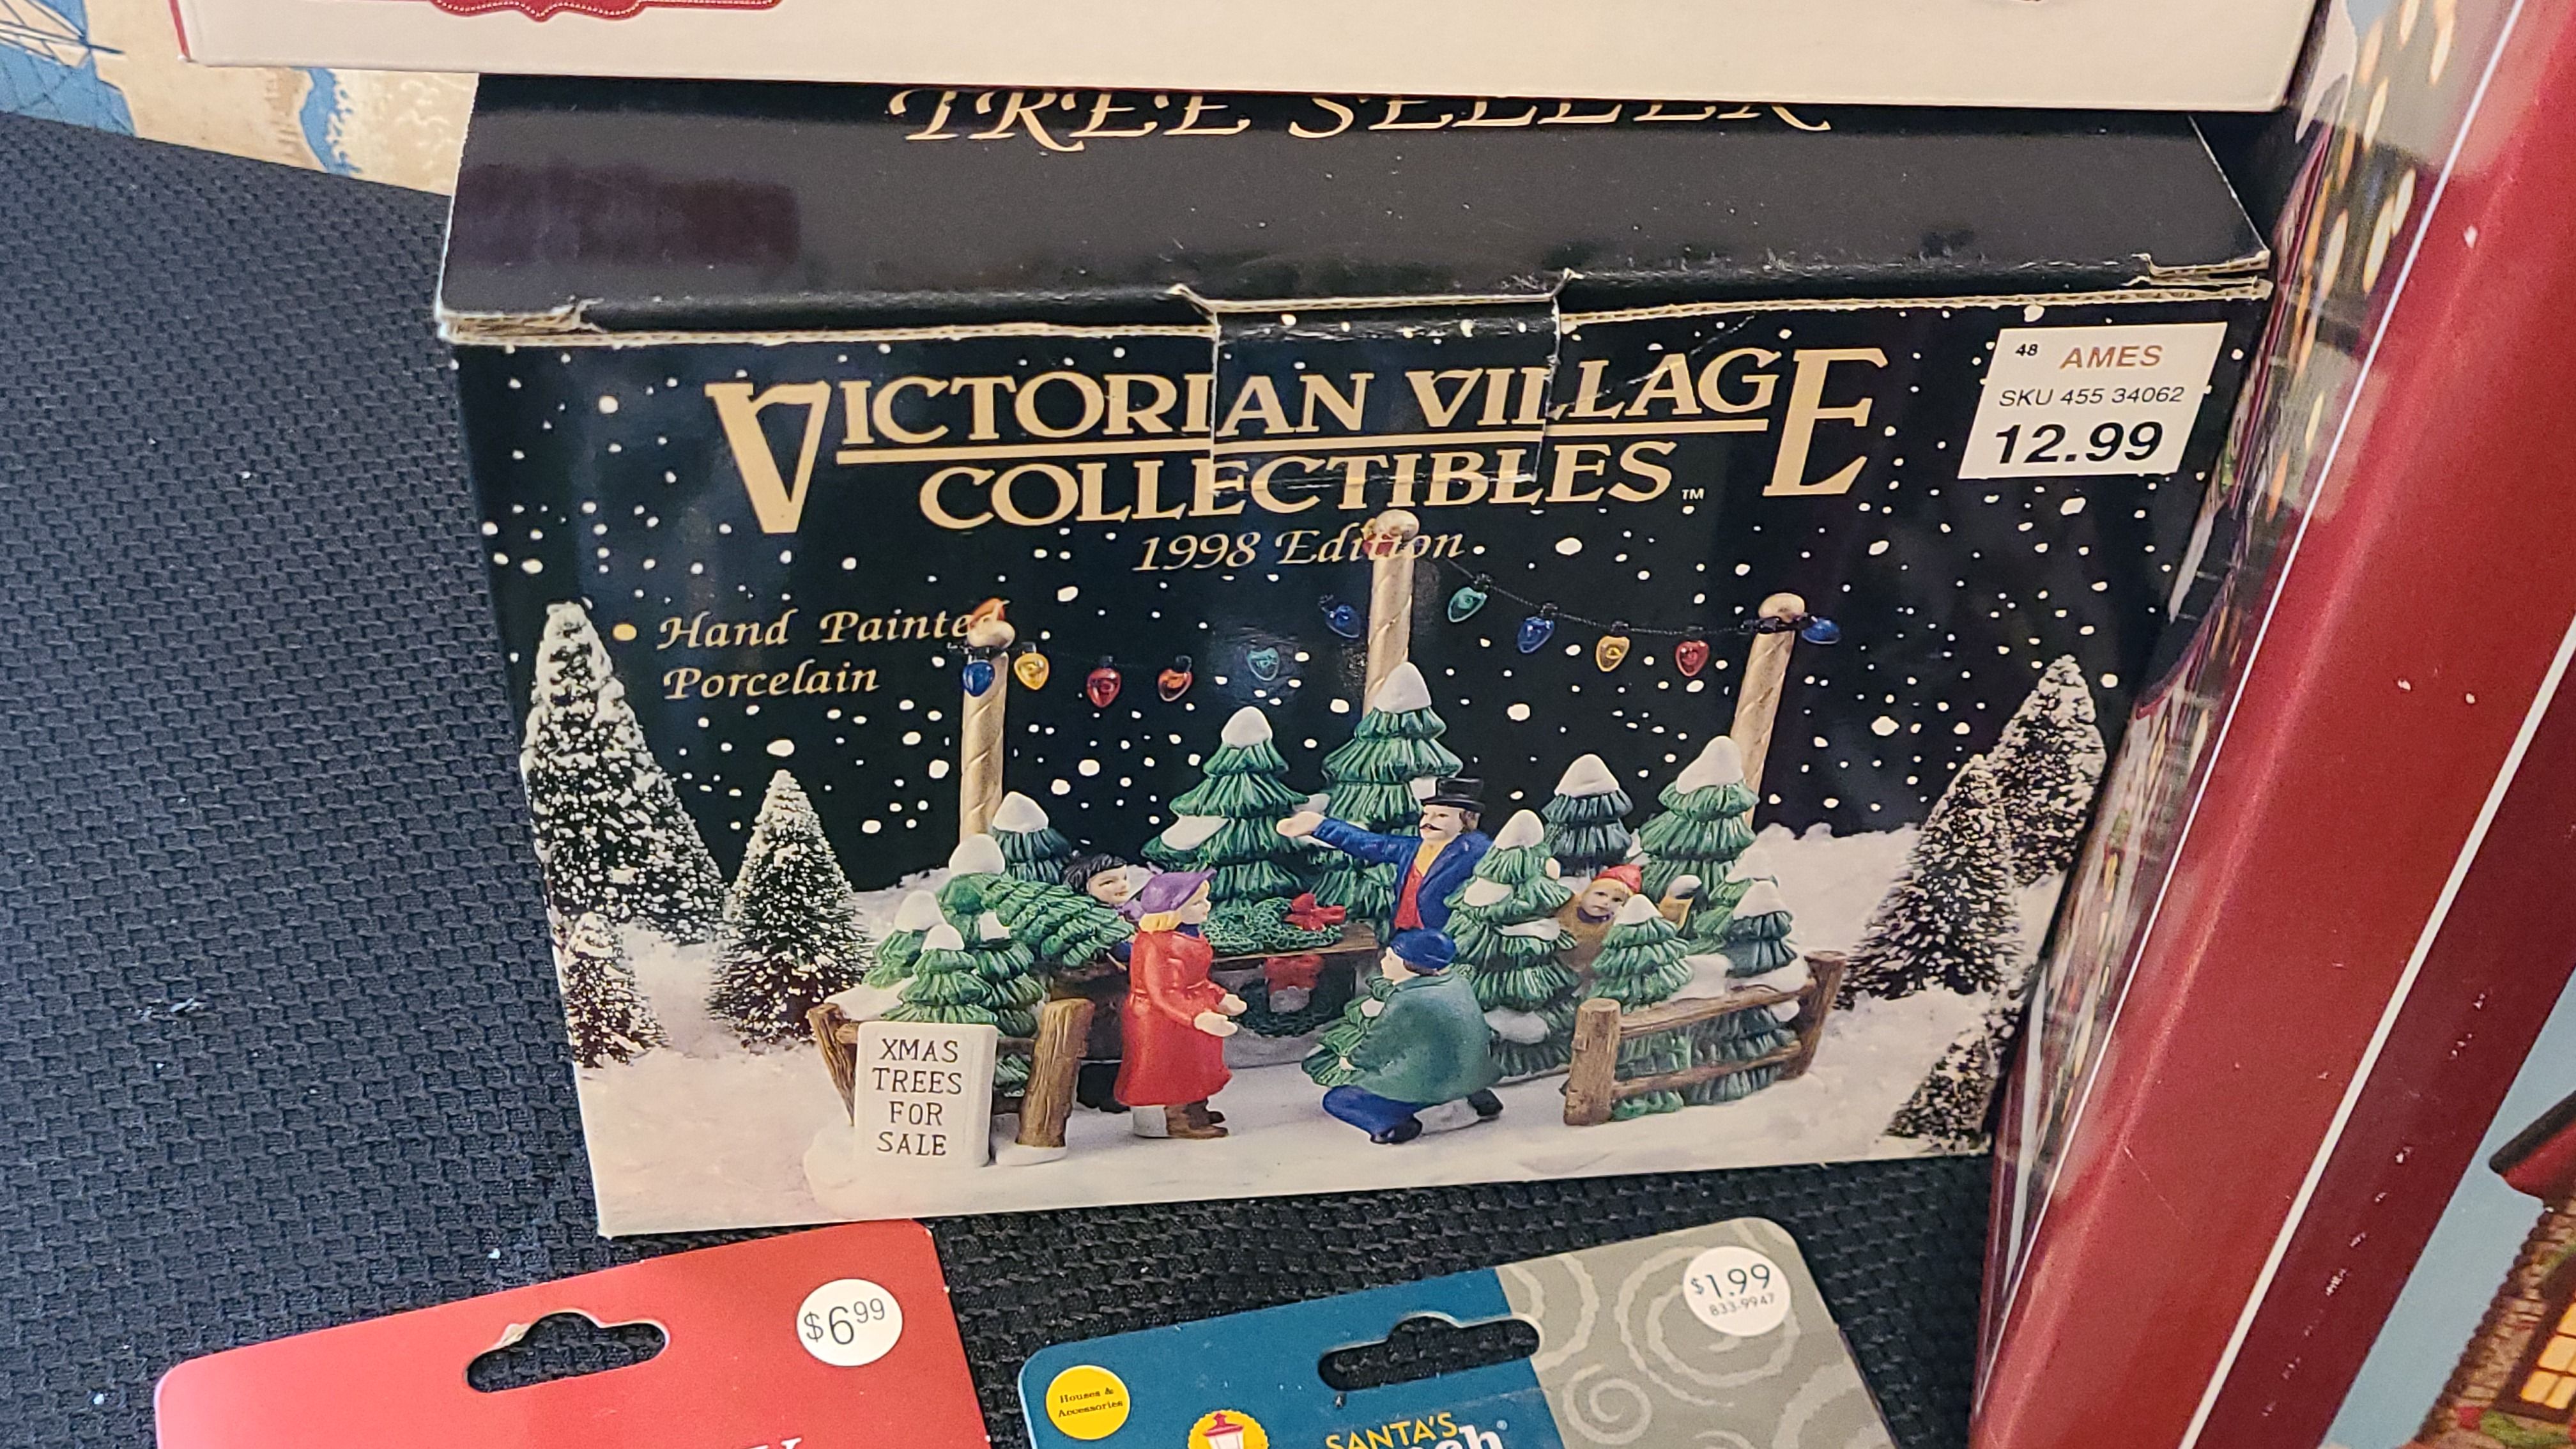 TREE SELLER
VICTORIAN VILLAGE
COLLECTIBLES™
1998 Edition
48 AMES
SKU 455 34062
12.99
• Hand Painted
Porcelain
XMAS
TREES
FOR
SALE
$6.99
$1.99
833-9947
Houses &
Accessories
SANTA'S